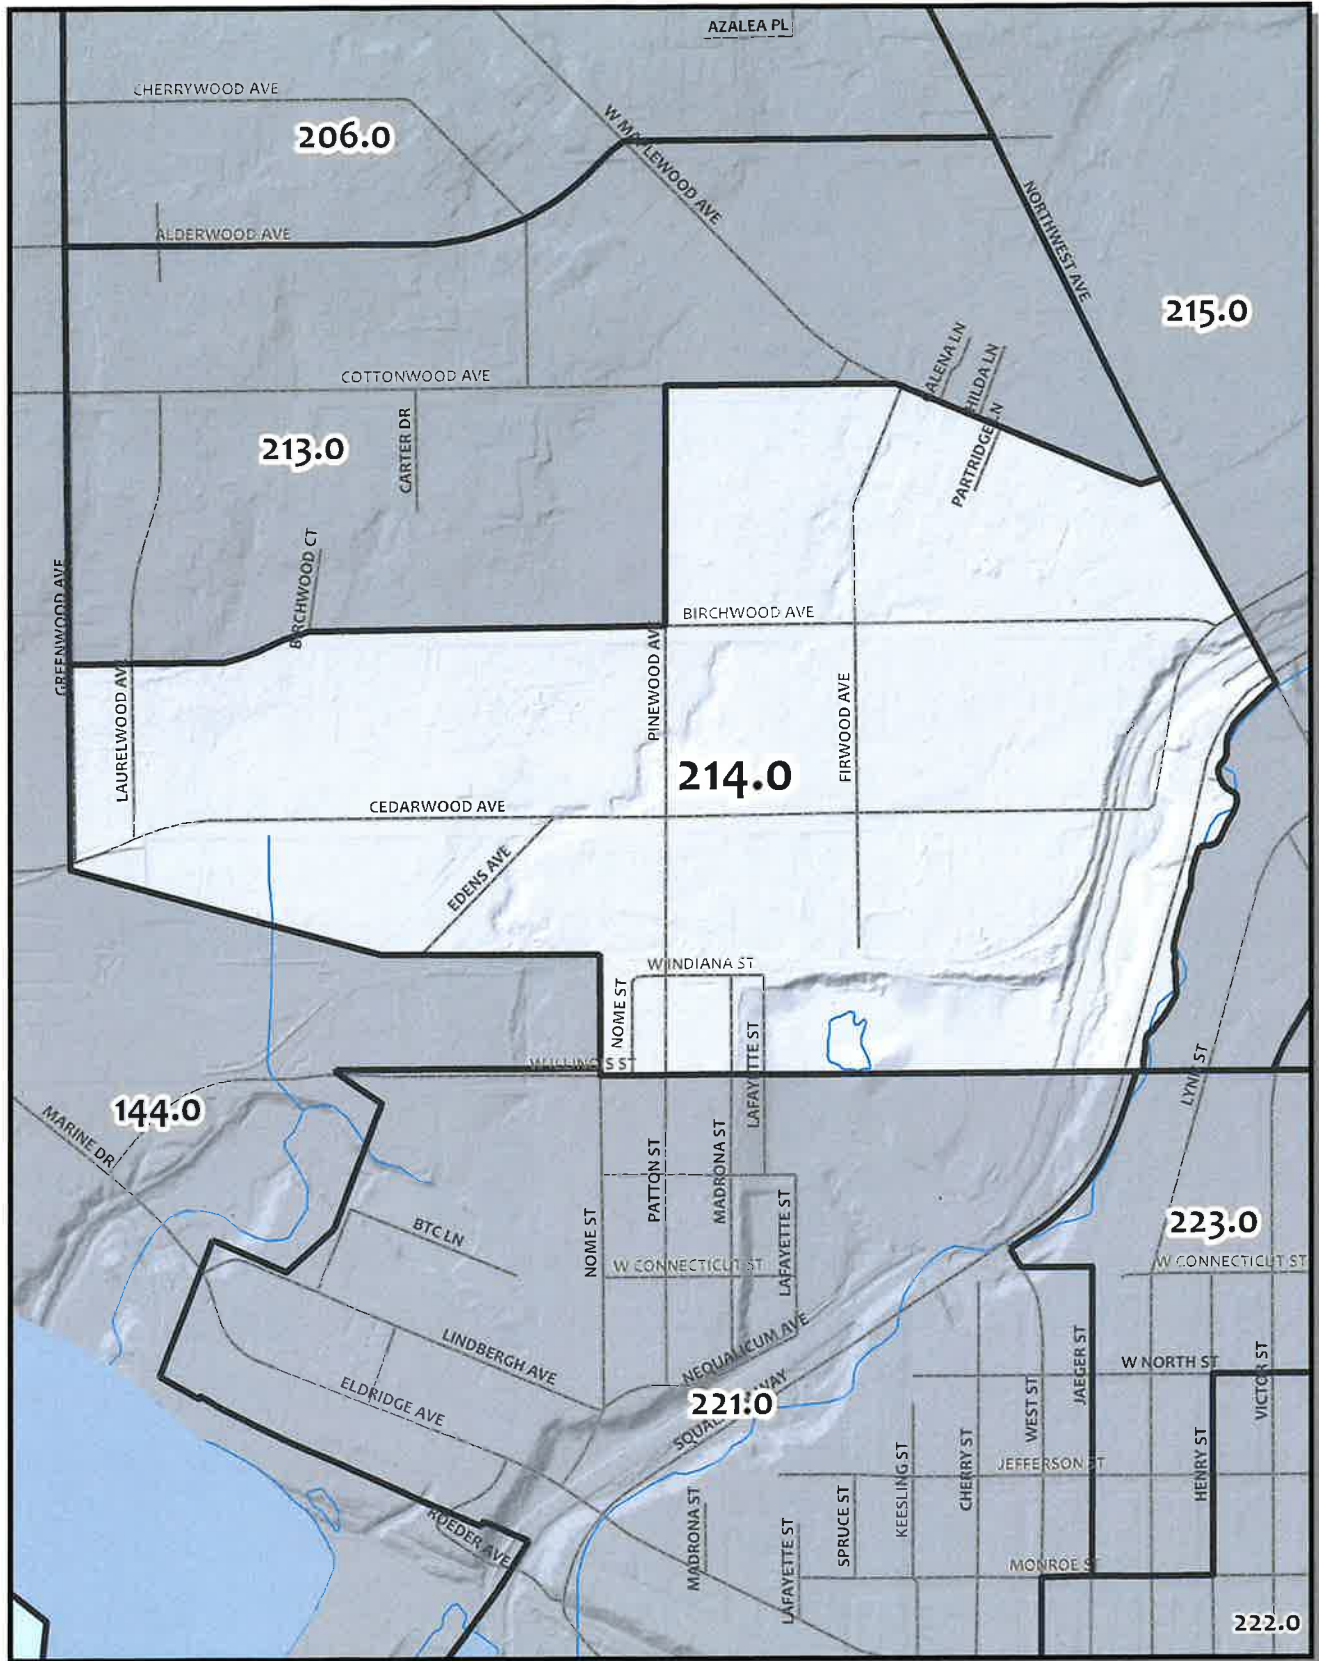 AZALEA PL
CHERRYWOOD AVE
206.0
W MAPLEWOOD AVE
ALDERWOOD AVE
NORTHWEST AVE
215.0
COTTONWOOD AVE
HILDA LN
CARTER DR
213.0
PARTRIDGE LN
BIRCHWOOD CT
GREENWOOD AVE
BIRCHWOOD AVE
LAURELWOOD AVE
PINEWOOD AVE
FIRWOOD AVE
214.0
CEDARWOOD AVE
EDENS AVE
W INDIANA ST
NOME ST
LAFAYETTE ST
W ILLINOIS ST
LYNN ST
144.0
MARINE DR
PATTON ST
MADRONA ST
NOME ST
LAFAYETTE ST
BTC LN
223.0
W CONNECTICUT ST
W CONNECTICUT ST
LINDBERGH AVE
NEQUALICUM AVE
JAEGER ST
W NORTH ST
VICTOR ST
ELDRIDGE AVE
221.0
WEST ST
KEESLING ST
CHERRY ST
JEFFERSON ST
HENRY ST
MADRONA ST
SPRUCE ST
LAFAYETTE ST
ROEDER AVE
MONROE ST
222.0